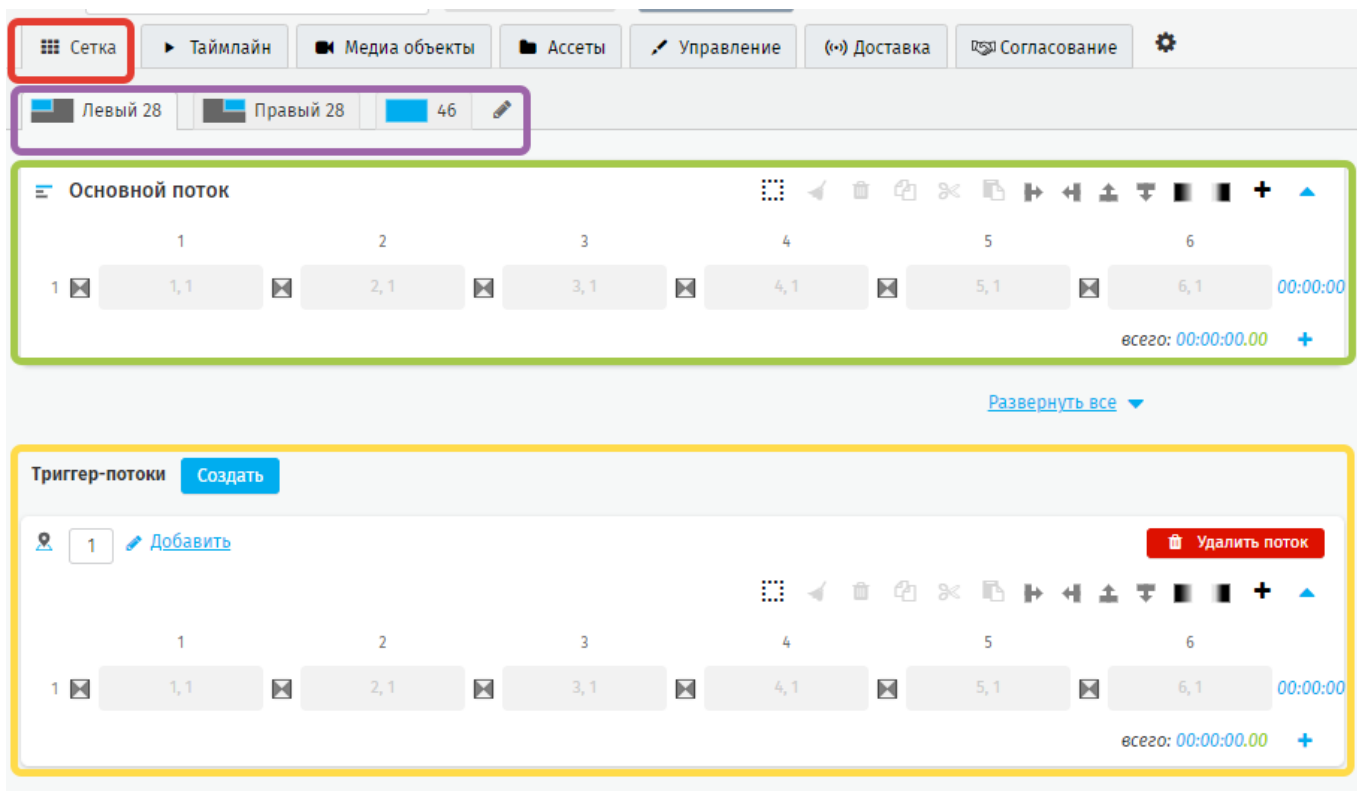 Сетка Таймлайн Медиа объекты Ассеты Управление Доставка Согласование
Левый 28 Правый 28 46
Основной поток
1 2 3 4 5 6
1 1, 1 2, 1 3, 1 4, 1 5, 1 6, 1 00:00:00
всего: 00:00:00.00
Развернуть все
Триггер-потоки Создать
1 Добавить Удалить поток
1 2 3 4 5 6
1 1, 1 2, 1 3, 1 4, 1 5, 1 6, 1 00:00:00
всего: 00:00:00.00